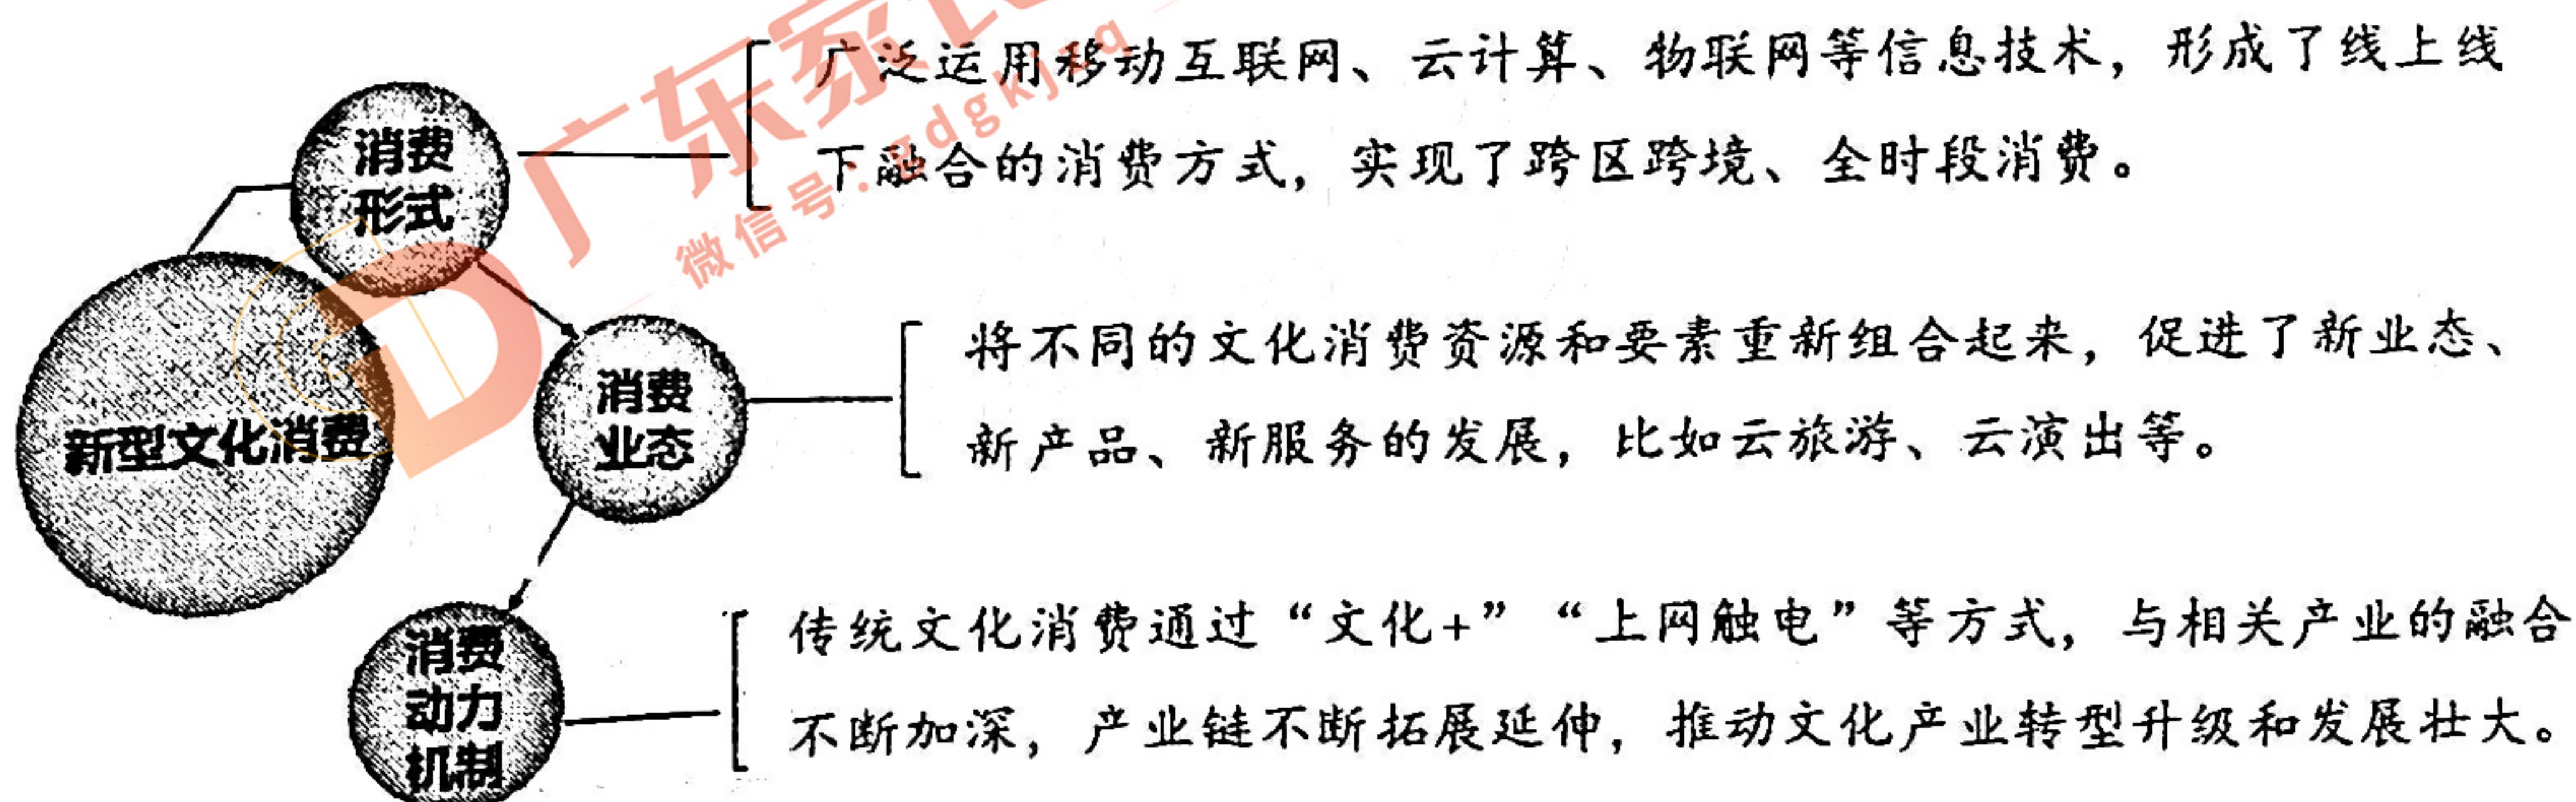 广泛运用移动互联网、云计算、物联网等信息技术，形成了线上线
下融合的消费方式，实现了跨区跨境、全时段消费。
消费
形式
微信号：gdgkjzq
新型文化消费
将不同的文化消费资源和要素重新组合起来，促进了新业态、
新产品、新服务的发展，比如云旅游、云演出等。
消费
业态
传统文化消费通过“文化+”“上网触电”等方式，与相关产业的融合
不断加深，产业链不断拓展延伸，推动文化产业转型升级和发展壮大。
消费
动力
机制
广东家